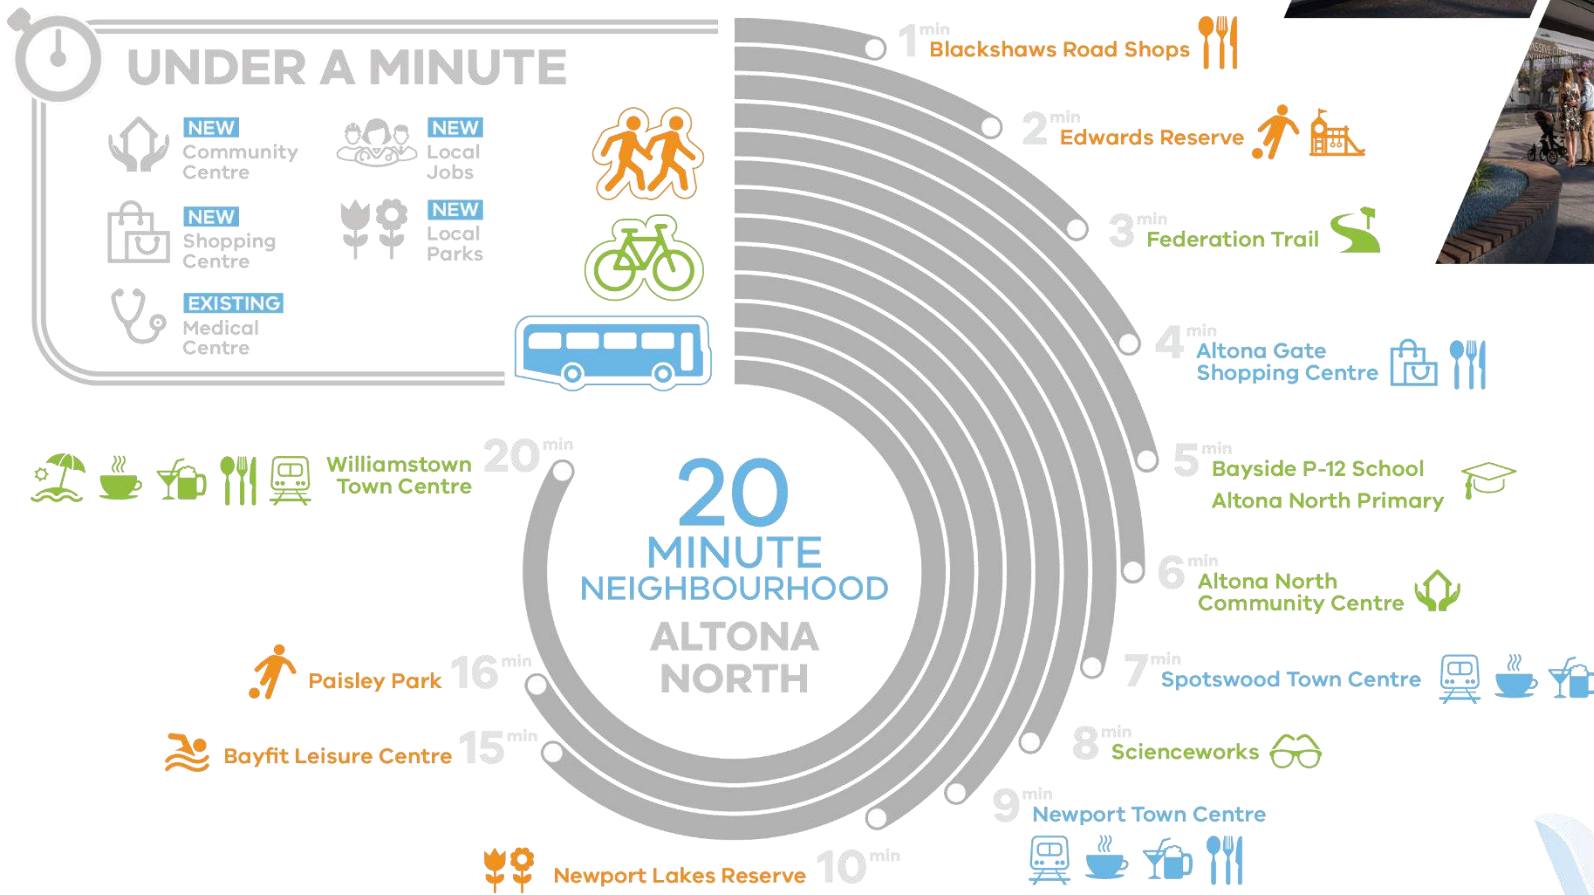 UNDER A MINUTE
NEW
Community
Centre
NEW
Local
Jobs
NEW
Shopping
Centre
NEW
Local
Parks
EXISTING
Medical
Centre
1 min
Blackshaws Road Shops
2 min
Edwards Reserve
3 min
Federation Trail
4 min
Altona Gate
Shopping Centre
5 min
Bayside P-12 School
Altona North Primary
6 min
Altona North
Community Centre
7 min
Spotswood Town Centre
8 min
Scienceworks
9 min
Newport Town Centre
10 min
Newport Lakes Reserve
15 min
Bayfit Leisure Centre
16 min
Paisley Park
20 min
Williamstown
Town Centre
20
MINUTE
NEIGHBOURHOOD
ALTONA
NORTH